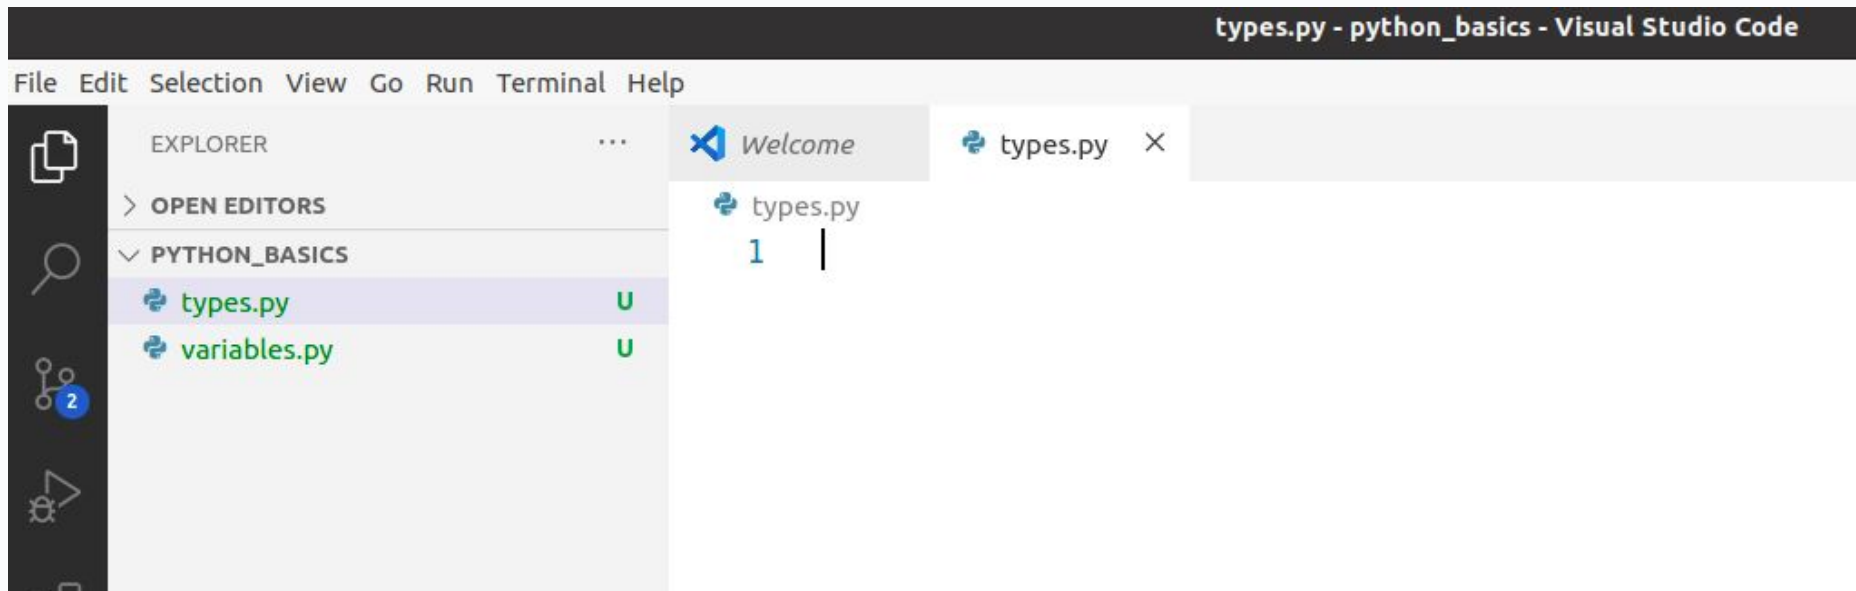 types.py - python_basics - Visual Studio Code
File Edit Selection View Go Run Terminal Help
EXPLORER ...
OPEN EDITORS
PYTHON_BASICS
types.py U
variables.py U
2
Welcome types.py
types.py
1